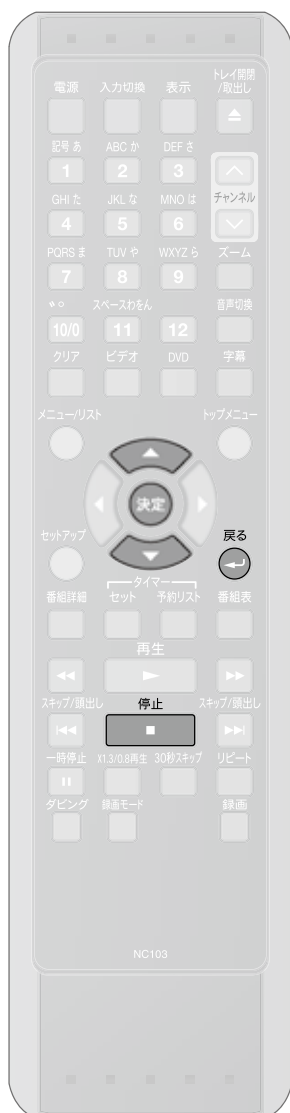 電源 入力切換 表示 トレイ開閉/取出し
記号 あ ABC か DEF さ
1 2 3
GHI た JKL な MNO は チャンネル
4 5 6
PQRS ま TUV や WXYZ ら ズーム
7 8 9
゛゜ スペースわをん 音声切換
10/0 11 12
クリア ビデオ DVD 字幕
メニュー/リスト トップメニュー
決定
セットアップ 戻る
タイマー
番組詳細 セット 予約リスト 番組表
再生
スキップ/頭出し 停止 スキップ/頭出し
一時停止 X1.3/0.8再生 30秒スキップ リピート
ダビング 録画モード 録画
NC103